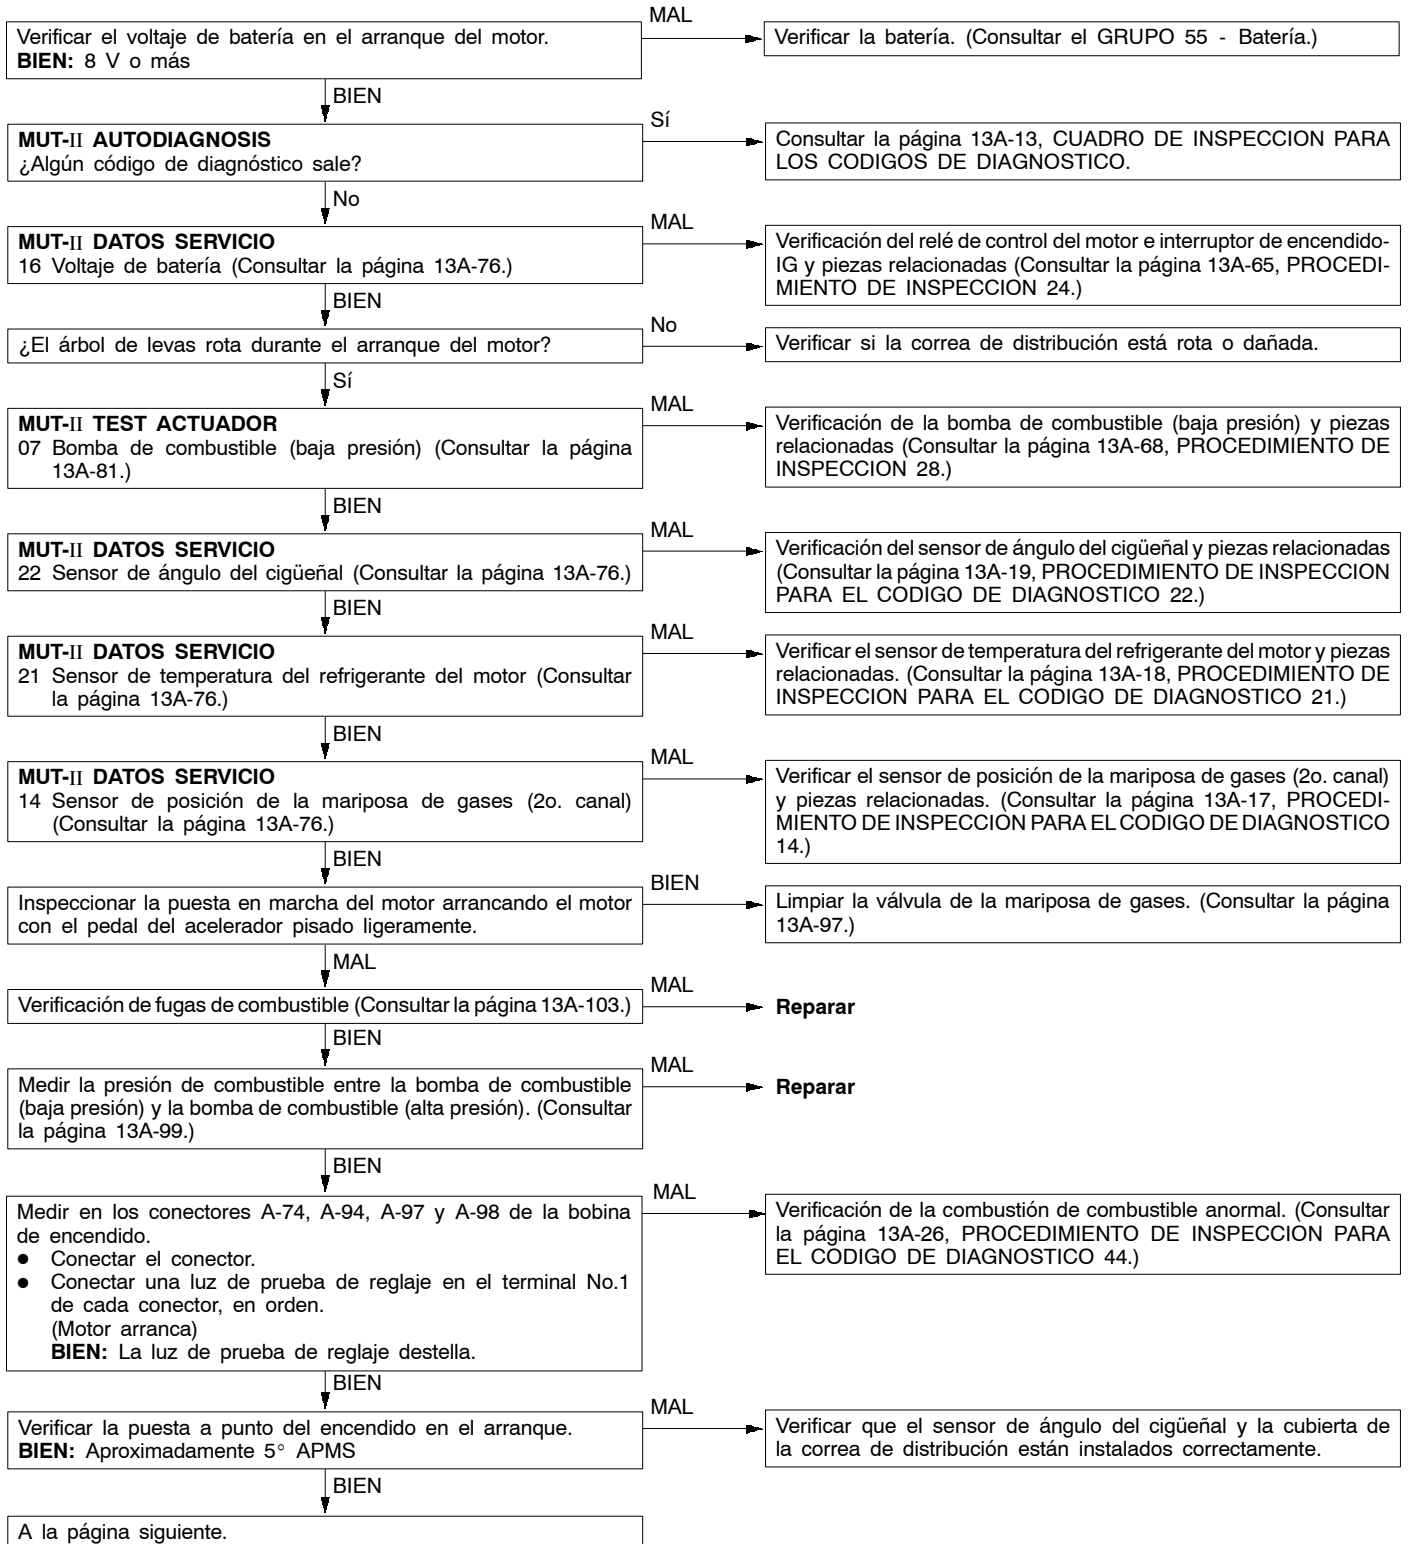 MAL
Verificar el voltaje de batería en el arranque del motor.
BIEN: 8 V o más
Verificar la batería. (Consultar el GRUPO 55 - Batería.)
BIEN
Sí
MUT-II AUTODIAGNOSIS
¿Algún código de diagnóstico sale?
Consultar la página 13A-13, CUADRO DE INSPECCION PARA
LOS CODIGOS DE DIAGNOSTICO.
No
MAL
MUT-II DATOS SERVICIO
16 Voltaje de batería (Consultar la página 13A-76.)
Verificación del relé de control del motor e interruptor de encendido-
IG y piezas relacionadas (Consultar la página 13A-65, PROCEDI-
MIENTO DE INSPECCION 24.)
BIEN
No
¿El árbol de levas rota durante el arranque del motor?
Verificar si la correa de distribución está rota o dañada.
Sí
MAL
MUT-II TEST ACTUADOR
07 Bomba de combustible (baja presión) (Consultar la página
13A-81.)
Verificación de la bomba de combustible (baja presión) y piezas
relacionadas (Consultar la página 13A-68, PROCEDIMIENTO DE
INSPECCION 28.)
BIEN
MAL
MUT-II DATOS SERVICIO
22 Sensor de ángulo del cigüeñal (Consultar la página 13A-76.)
Verificación del sensor de ángulo del cigüeñal y piezas relacionadas
(Consultar la página 13A-19, PROCEDIMIENTO DE INSPECCION
PARA EL CODIGO DE DIAGNOSTICO 22.)
BIEN
MAL
MUT-II DATOS SERVICIO
21 Sensor de temperatura del refrigerante del motor (Consultar
la página 13A-76.)
Verificar el sensor de temperatura del refrigerante del motor y piezas
relacionadas. (Consultar la página 13A-18, PROCEDIMIENTO DE
INSPECCION PARA EL CODIGO DE DIAGNOSTICO 21.)
BIEN
MAL
MUT-II DATOS SERVICIO
14 Sensor de posición de la mariposa de gases (2o. canal)
(Consultar la página 13A-76.)
Verificar el sensor de posición de la mariposa de gases (2o. canal)
y piezas relacionadas. (Consultar la página 13A-17, PROCEDI-
MIENTO DE INSPECCION PARA EL CODIGO DE DIAGNOSTICO
14.)
BIEN
BIEN
Inspeccionar la puesta en marcha del motor arrancando el motor
con el pedal del acelerador pisado ligeramente.
Limpiar la válvula de la mariposa de gases. (Consultar la página
13A-97.)
MAL
MAL
Verificación de fugas de combustible (Consultar la página 13A-103.)
Reparar
BIEN
MAL
Medir la presión de combustible entre la bomba de combustible
(baja presión) y la bomba de combustible (alta presión). (Consultar
la página 13A-99.)
Reparar
BIEN
MAL
Medir en los conectores A-74, A-94, A-97 y A-98 de la bobina
de encendido.
● Conectar el conector.
● Conectar una luz de prueba de reglaje en el terminal No.1
de cada conector, en orden.
(Motor arranca)
BIEN: La luz de prueba de reglaje destella.
Verificación de la combustión de combustible anormal. (Consultar
la página 13A-26, PROCEDIMIENTO DE INSPECCION PARA
EL CODIGO DE DIAGNOSTICO 44.)
BIEN
MAL
Verificar la puesta a punto del encendido en el arranque.
BIEN: Aproximadamente 5° APMS
Verificar que el sensor de ángulo del cigüeñal y la cubierta de
la correa de distribución están instalados correctamente.
BIEN
A la página siguiente.